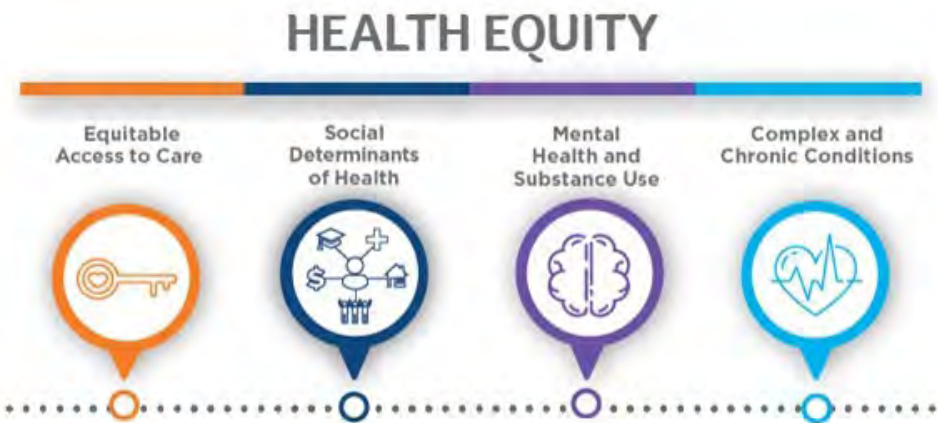 HEALTH EQUITY
Equitable
Access to Care
Social
Determinants
of Health
Mental
Health and
Substance Use
Complex and
Chronic Conditions
$